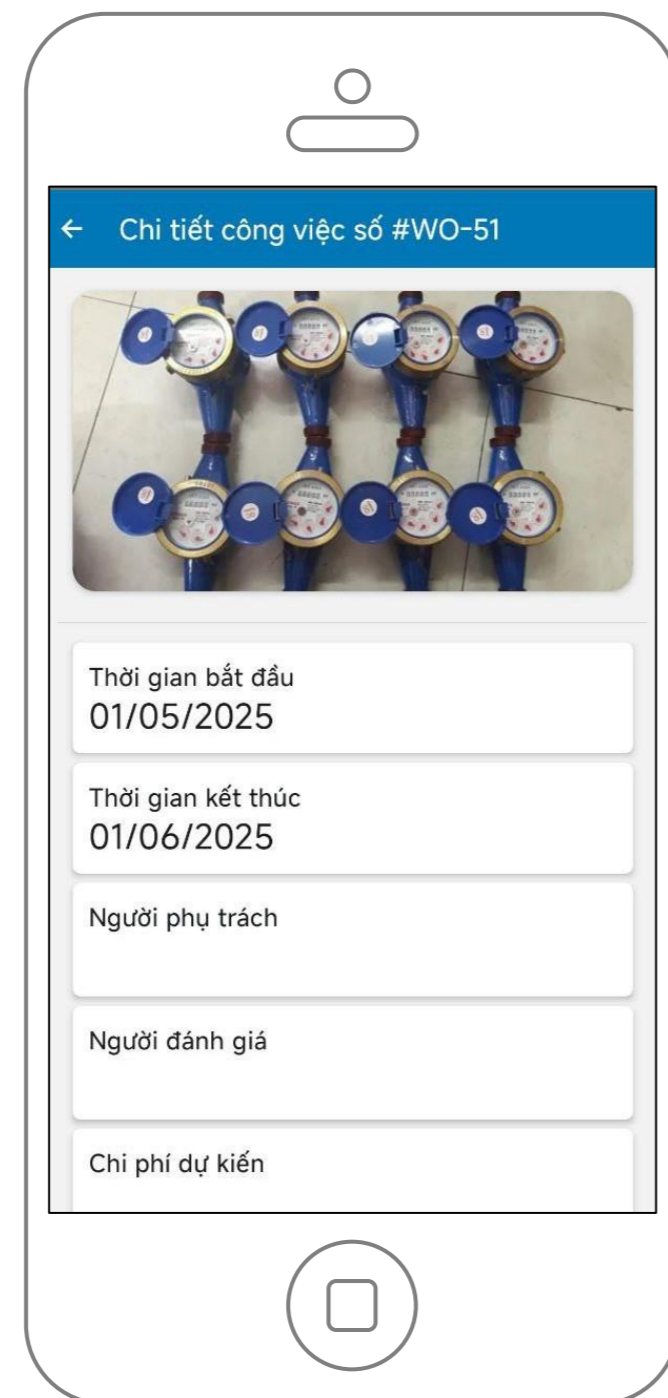 Chi tiết công việc số #WO-51
Thời gian bắt đầu
01/05/2025
Thời gian kết thúc
01/06/2025
Người phụ trách
Người đánh giá
Chi phí dự kiến